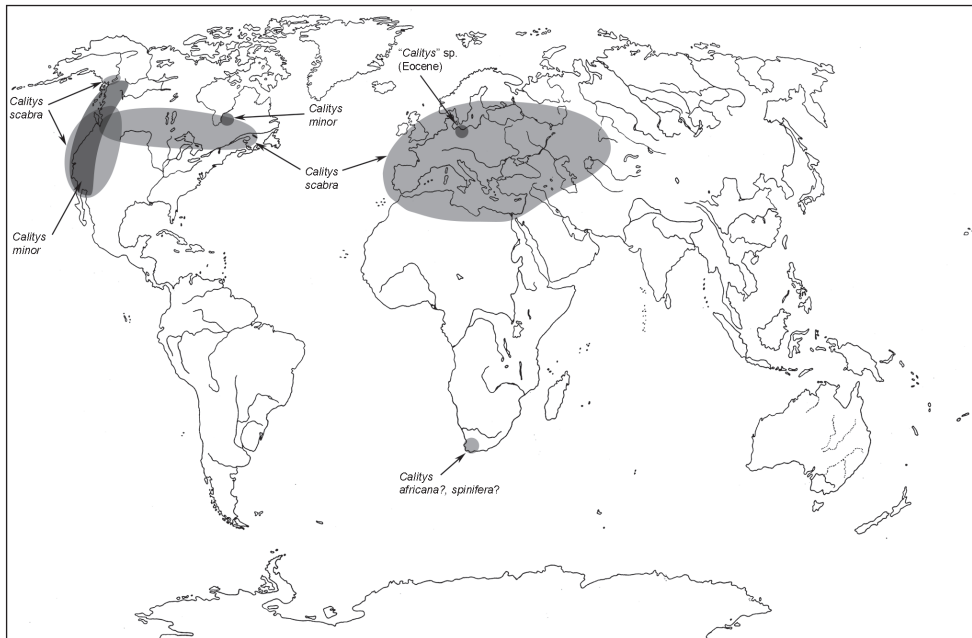 "Calitys" sp.
(Eocene)
Calitys
scabra
Calitys
minor
Calitys
scabra
Calitys
minor
Calitys
africana?, spinifera?